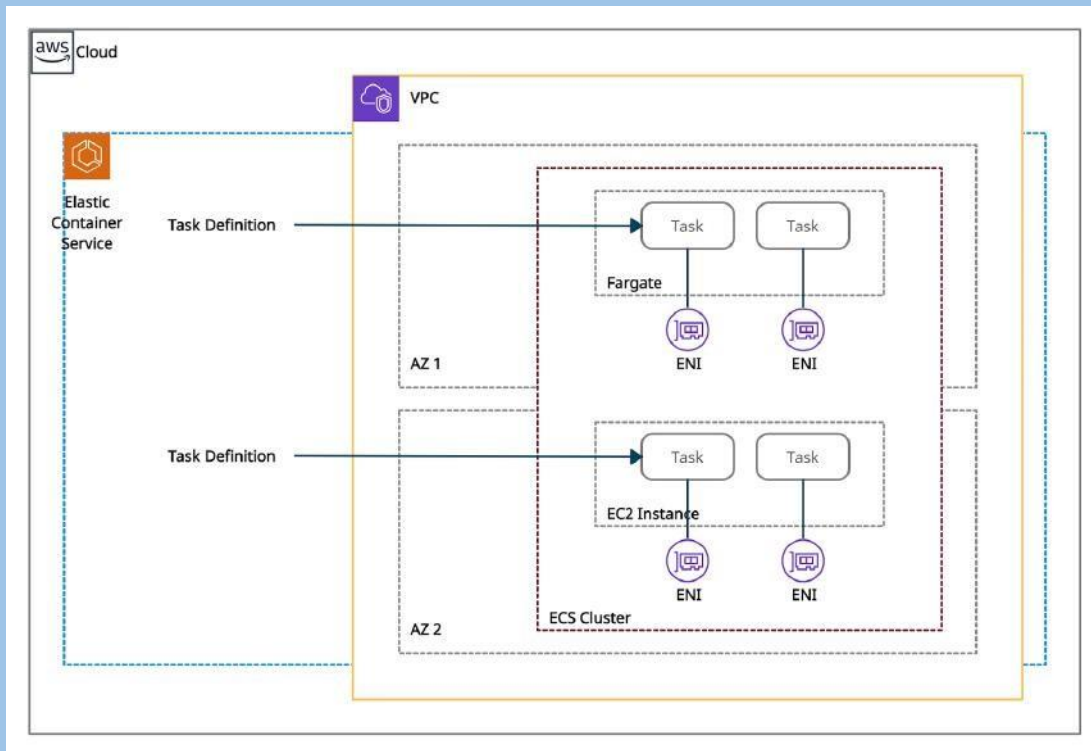 aws Cloud
VPC
Elastic
Container
Service
Task Definition
Task Task
Fargate
ENI ENI
AZ 1
Task Definition
Task Task
EC2 Instance
ENI ENI
ECS Cluster
AZ 2